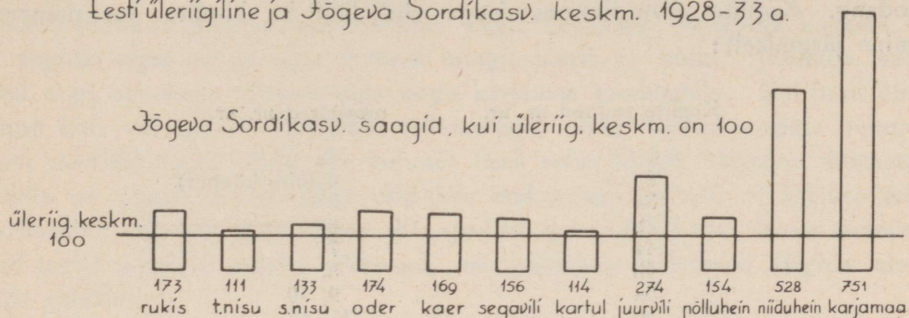 Eesti üleriigiline ja Jõgeva Sordikasv. keskm. 1928-33 a.
Jõgeva Sordikasv. saagid, kui üleriig. keskm. on 100
üleriig. keskm.
100
173 111 133 174 169 156 114 274 154 528 751
rukis t.nisu s.nisu oder kaer segavili kartul juurvili põlluhein niiduhein karjamaa